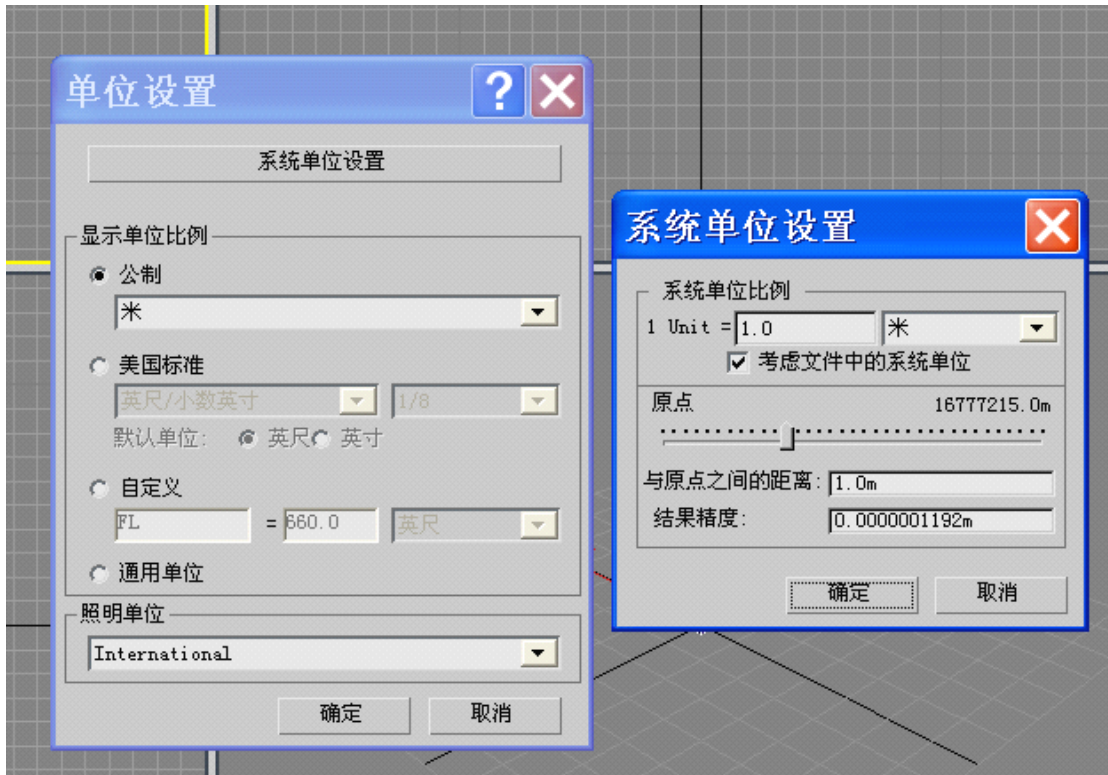 单位设置
系统单位设置
显示单位比例
公制
米
美国标准
英尺/小数英寸 1/8
默认单位: 英尺 英寸
自定义
FL = 660.0 英尺
通用单位
照明单位
International
确定 取消
系统单位设置
系统单位比例
1 Unit = 1.0 米
考虑文件中的系统单位
原点 16777215.0m
与原点之间的距离: 1.0m
结果精度: 0.0000001192m
确定 取消